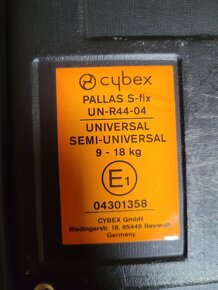 cybex
PALLAS S-fix
UN-R44-04
UNIVERSAL
SEMI-UNIVERSAL
9 - 18 kg
E1
04301358
CYBEX GmbH
Riedingerstr. 18, 95448 Bayreuth
Germany